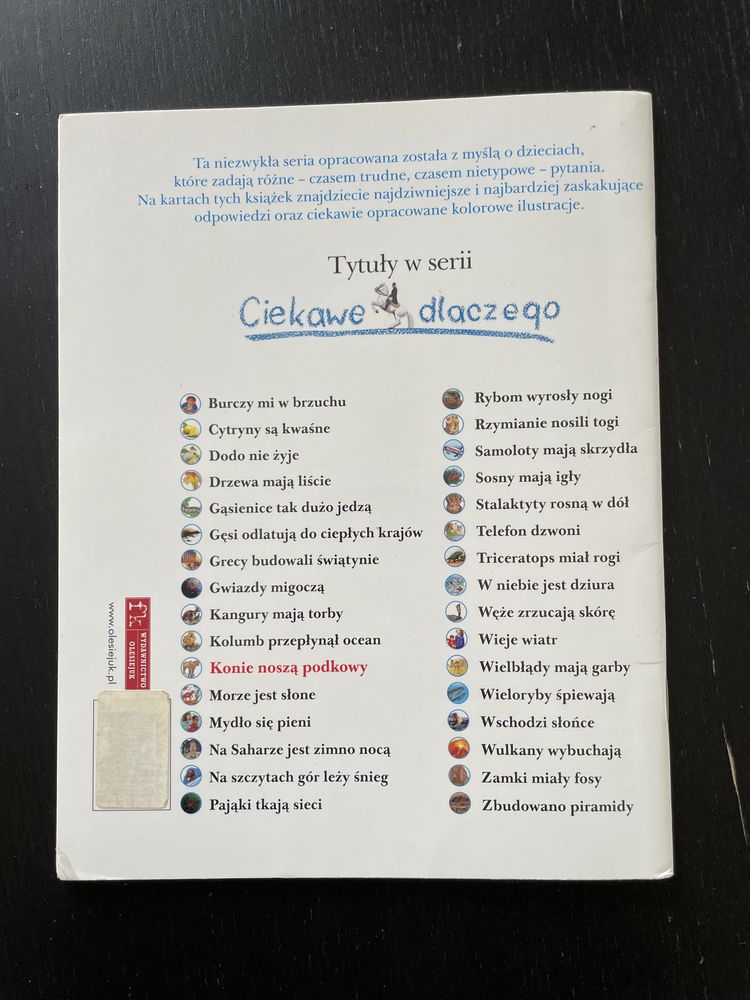 Ta niezwykła seria opracowana została z myślą o dzieciach,
które zadają różne – czasem trudne, czasem nietypowe – pytania.
Na kartach tych książek znajdziecie najdziwniejsze i najbardziej zaskakujące
odpowiedzi oraz ciekawie opracowane kolorowe ilustracje.
Tytuły w serii
Ciekawe dlaczego
Burczy mi w brzuchu
Cytryny są kwaśne
Dodo nie żyje
Drzewa mają liście
Gąsienice tak dużo jedzą
Gęsi odlatują do ciepłych krajów
Grecy budowali świątynie
Gwiazdy migoczą
Kangury mają torby
Kolumb przepłynął ocean
Konie noszą podkowy
Morze jest słone
Mydło się pieni
Na Saharze jest zimno nocą
Na szczytach gór leży śnieg
Pająki tkają sieci
Rybom wyrosły nogi
Rzymianie nosili togi
Samoloty mają skrzydła
Sosny mają igły
Stalaktyty rosną w dół
Telefon dzwoni
Triceratops miał rogi
W niebie jest dziura
Węże zrzucają skórę
Wieje wiatr
Wielbłądy mają garby
Wieloryby śpiewają
Wschodzi słońce
Wulkany wybuchają
Zamki miały fosy
Zbudowano piramidy
WYDAWNICTWO
OLESIEJUK
www.olesiejuk.pl